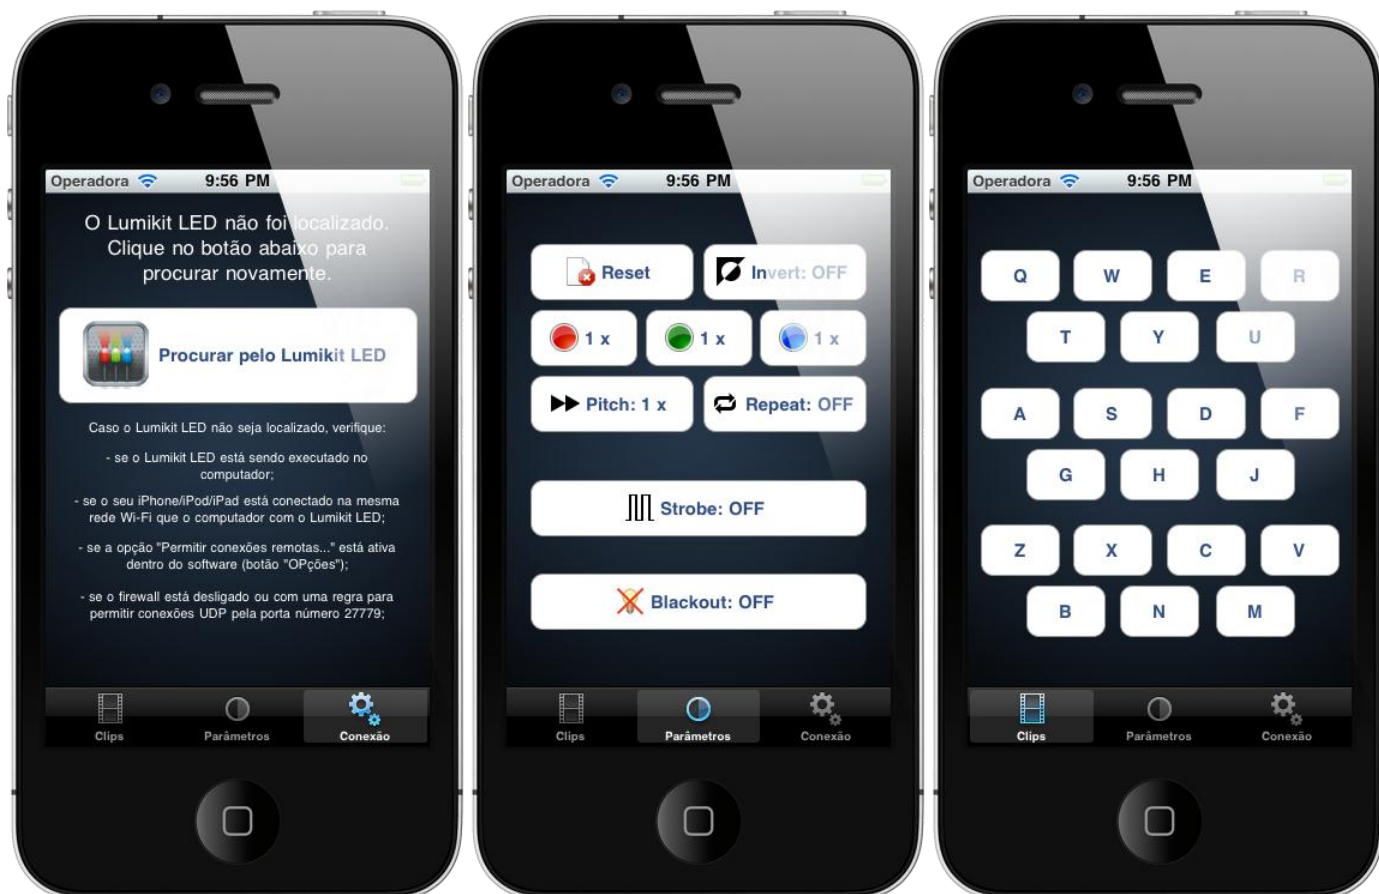 Operadora 9:56 PM
O Lumikit LED não foi localizado.
Clique no botão abaixo para
procurar novamente.
Procurar pelo Lumikit LED
Caso o Lumikit LED não seja localizado, verifique:
- se o Lumikit LED está sendo executado no
computador;
- se o seu iPhone/iPod/iPad está conectado na mesma
rede Wi-Fi que o computador com o Lumikit LED;
- se a opção "Permitir conexões remotas..." está ativa
dentro do software (botão "OPções");
- se o firewall está desligado ou com uma regra para
permitir conexões UDP pela porta número 27779;
Clips Parâmetros Conexão
Operadora 9:56 PM
Reset Invert: OFF
1 x 1 x 1 x
Pitch: 1 x Repeat: OFF
Strobe: OFF
Blackout: OFF
Clips Parâmetros Conexão
Operadora 9:56 PM
Q W E R
T Y U
A S D F
G H J
Z X C V
B N M
Clips Parâmetros Conexão